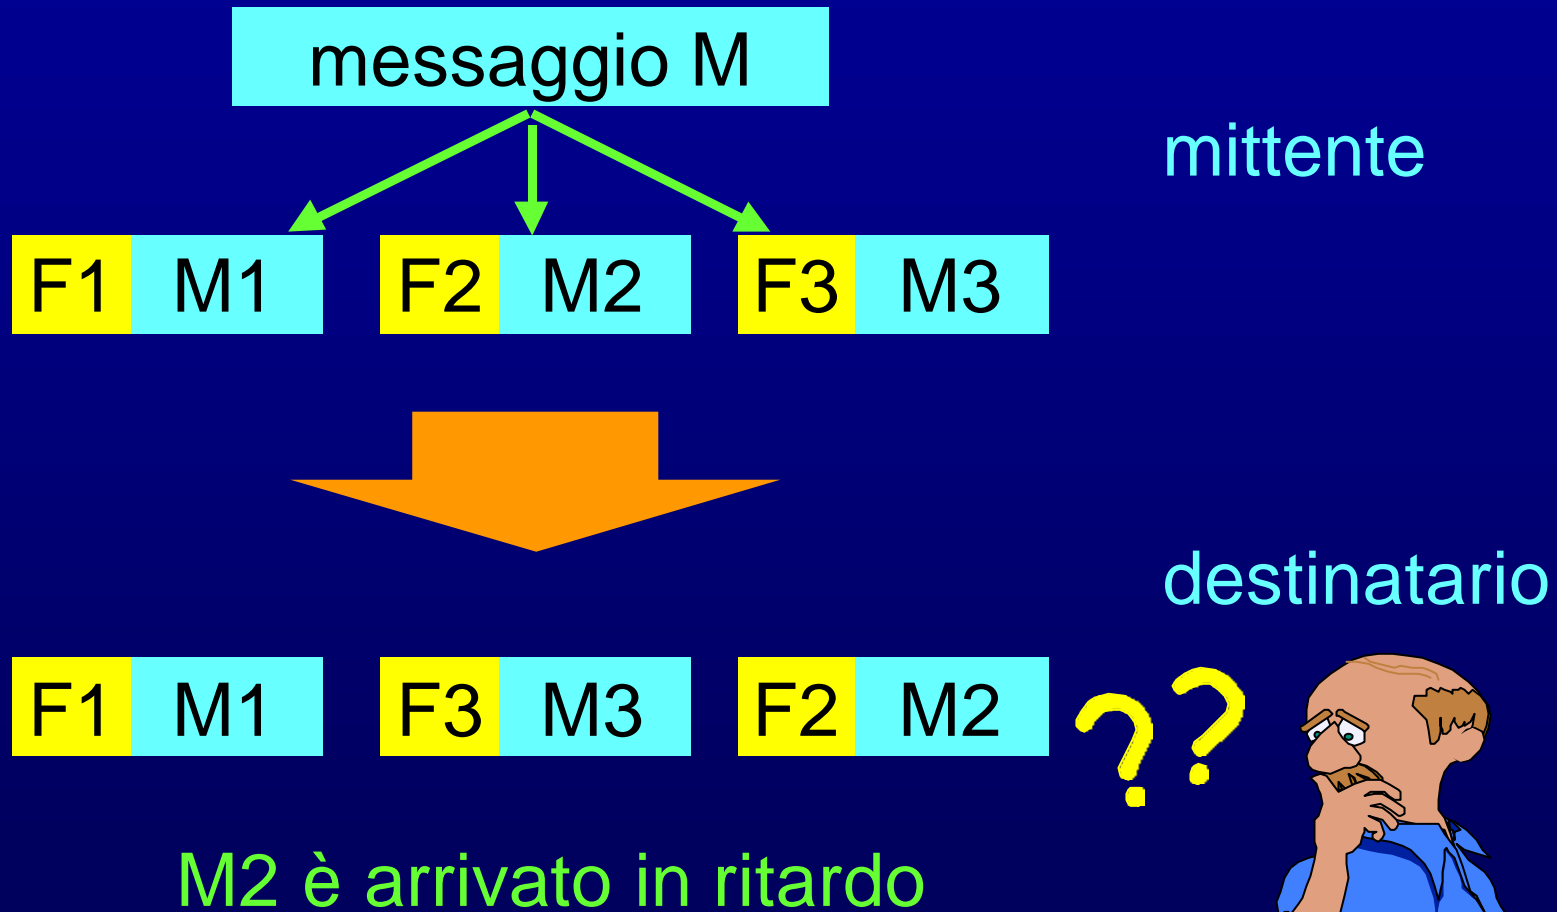 messaggio M
mittente
F1 M1 F2 M2 F3 M3
destinatario
F1 M1 F3 M3 F2 M2 ??
M2 è arrivato in ritardo